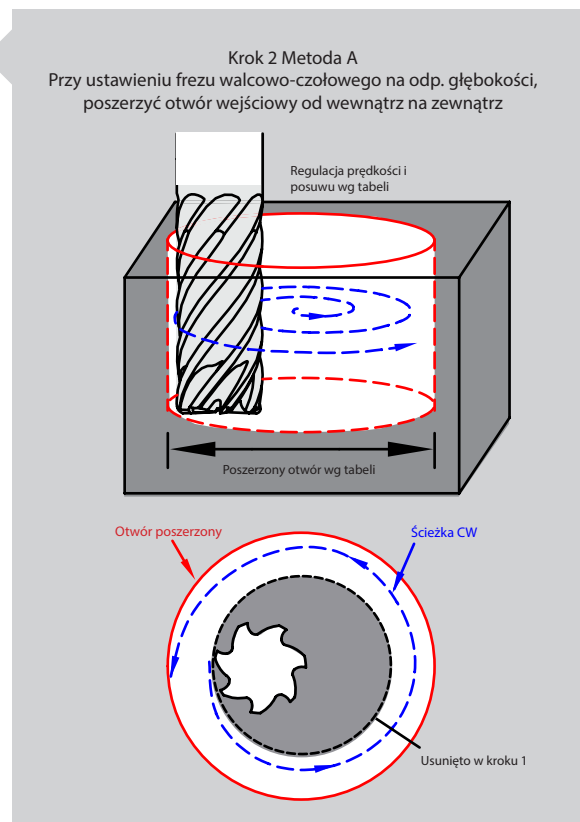 Krok 2 Metoda A
Przy ustawieniu frezu walcowo-czołowego na odp. głębokości,
poszerzyć otwór wejściowy od wewnątrz na zewnątrz
Regulacja prędkości i
posuwu wg tabeli
Poszerzony otwór wg tabeli
Otwór poszerzony
Ścieżka CW
Usunięto w kroku 1